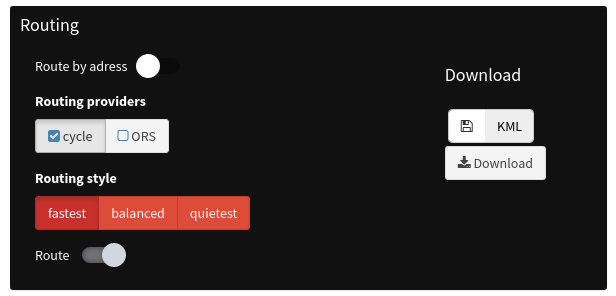 Routing
Route by adress
Routing providers
cycle ORS
Routing style
fastest balanced quietest
Route
Download
KML
Download